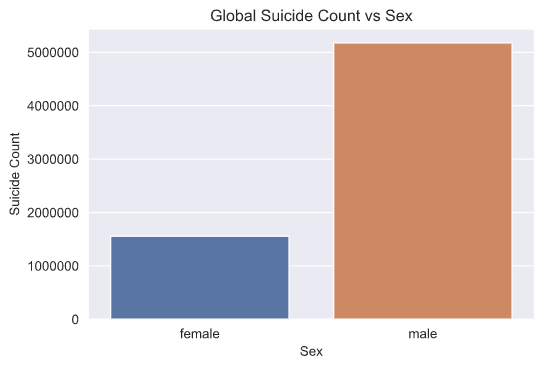 Global Suicide Count vs Sex
5000000
4000000
3000000
2000000
1000000
0
Suicide Count
female
male
Sex